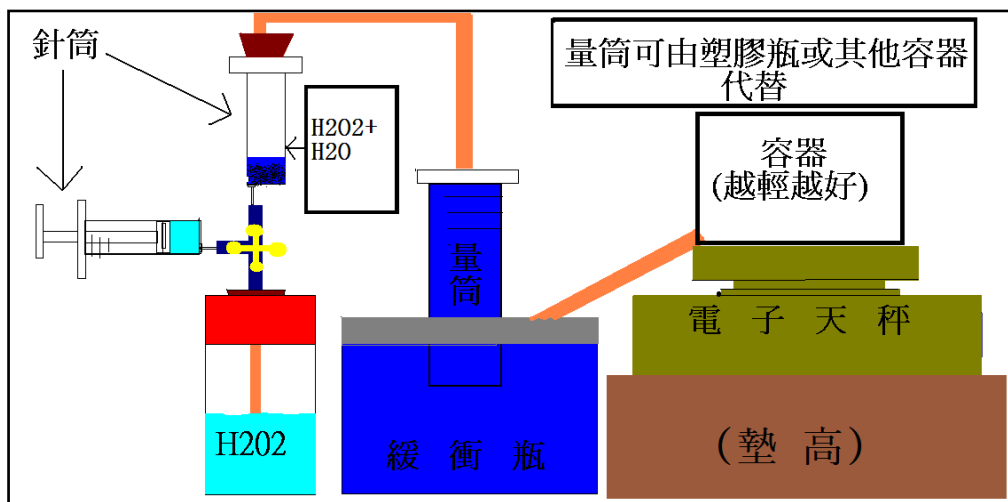 針筒
H2O2+
H2O
H2O2
量
筒
緩 衝 瓶
量筒可由塑膠瓶或其他容器
代替
容器
(越輕越好)
電 子 天 秤
(墊 高)